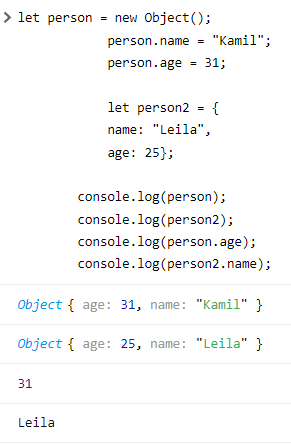 let person = new Object();
person.name = "Kamil";
person.age = 31;
let person2 = {
name: "Leila",
age: 25};
console.log(person);
console.log(person2);
console.log(person.age);
console.log(person2.name);
Object { age: 31, name: "Kamil" }
Object { age: 25, name: "Leila" }
31
Leila